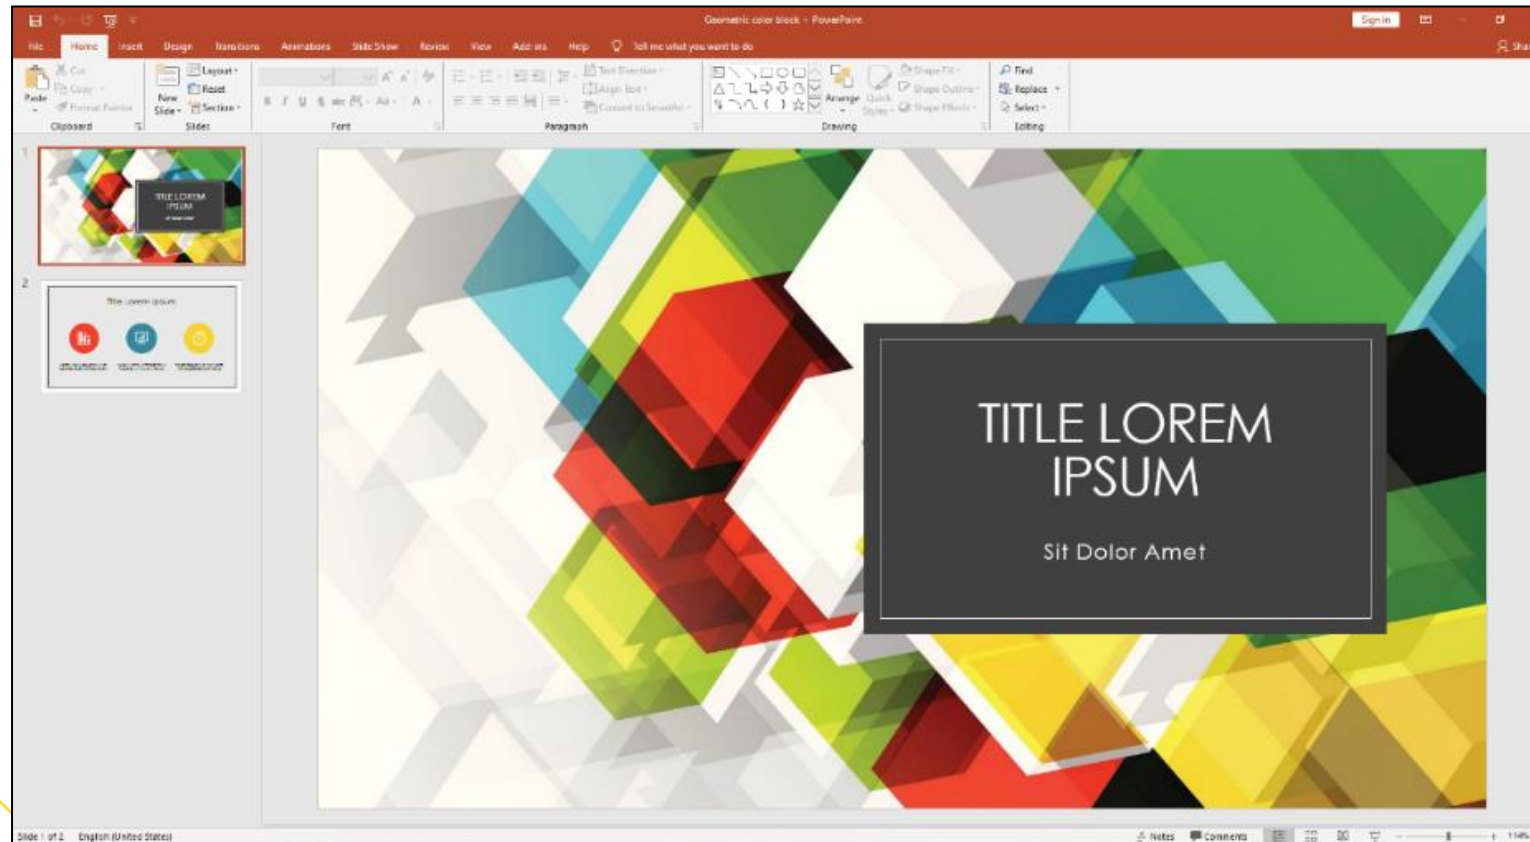 Geometric color block - PowerPoint
Sign in
File Home Insert Design Transitions Animations Slide Show Review View Add-ins Help Tell me what you want to do
Paste
Cut
Copy
Format Painter
Clipboard
New Slide
Layout
Reset
Section
Slides
Font
Text Direction
Align Text
Convert to SmartArt
Paragraph
Arrange
Quick Styles
Shape Fill
Shape Outline
Shape Effects
Drawing
Find
Replace
Select
Editing
1
TITLE LOREM
IPSUM
2
Title Lorem Ipsum
TITLE LOREM
IPSUM
Sit Dolor Amet
Slide 1 of 2 English (United States)
Notes Comments